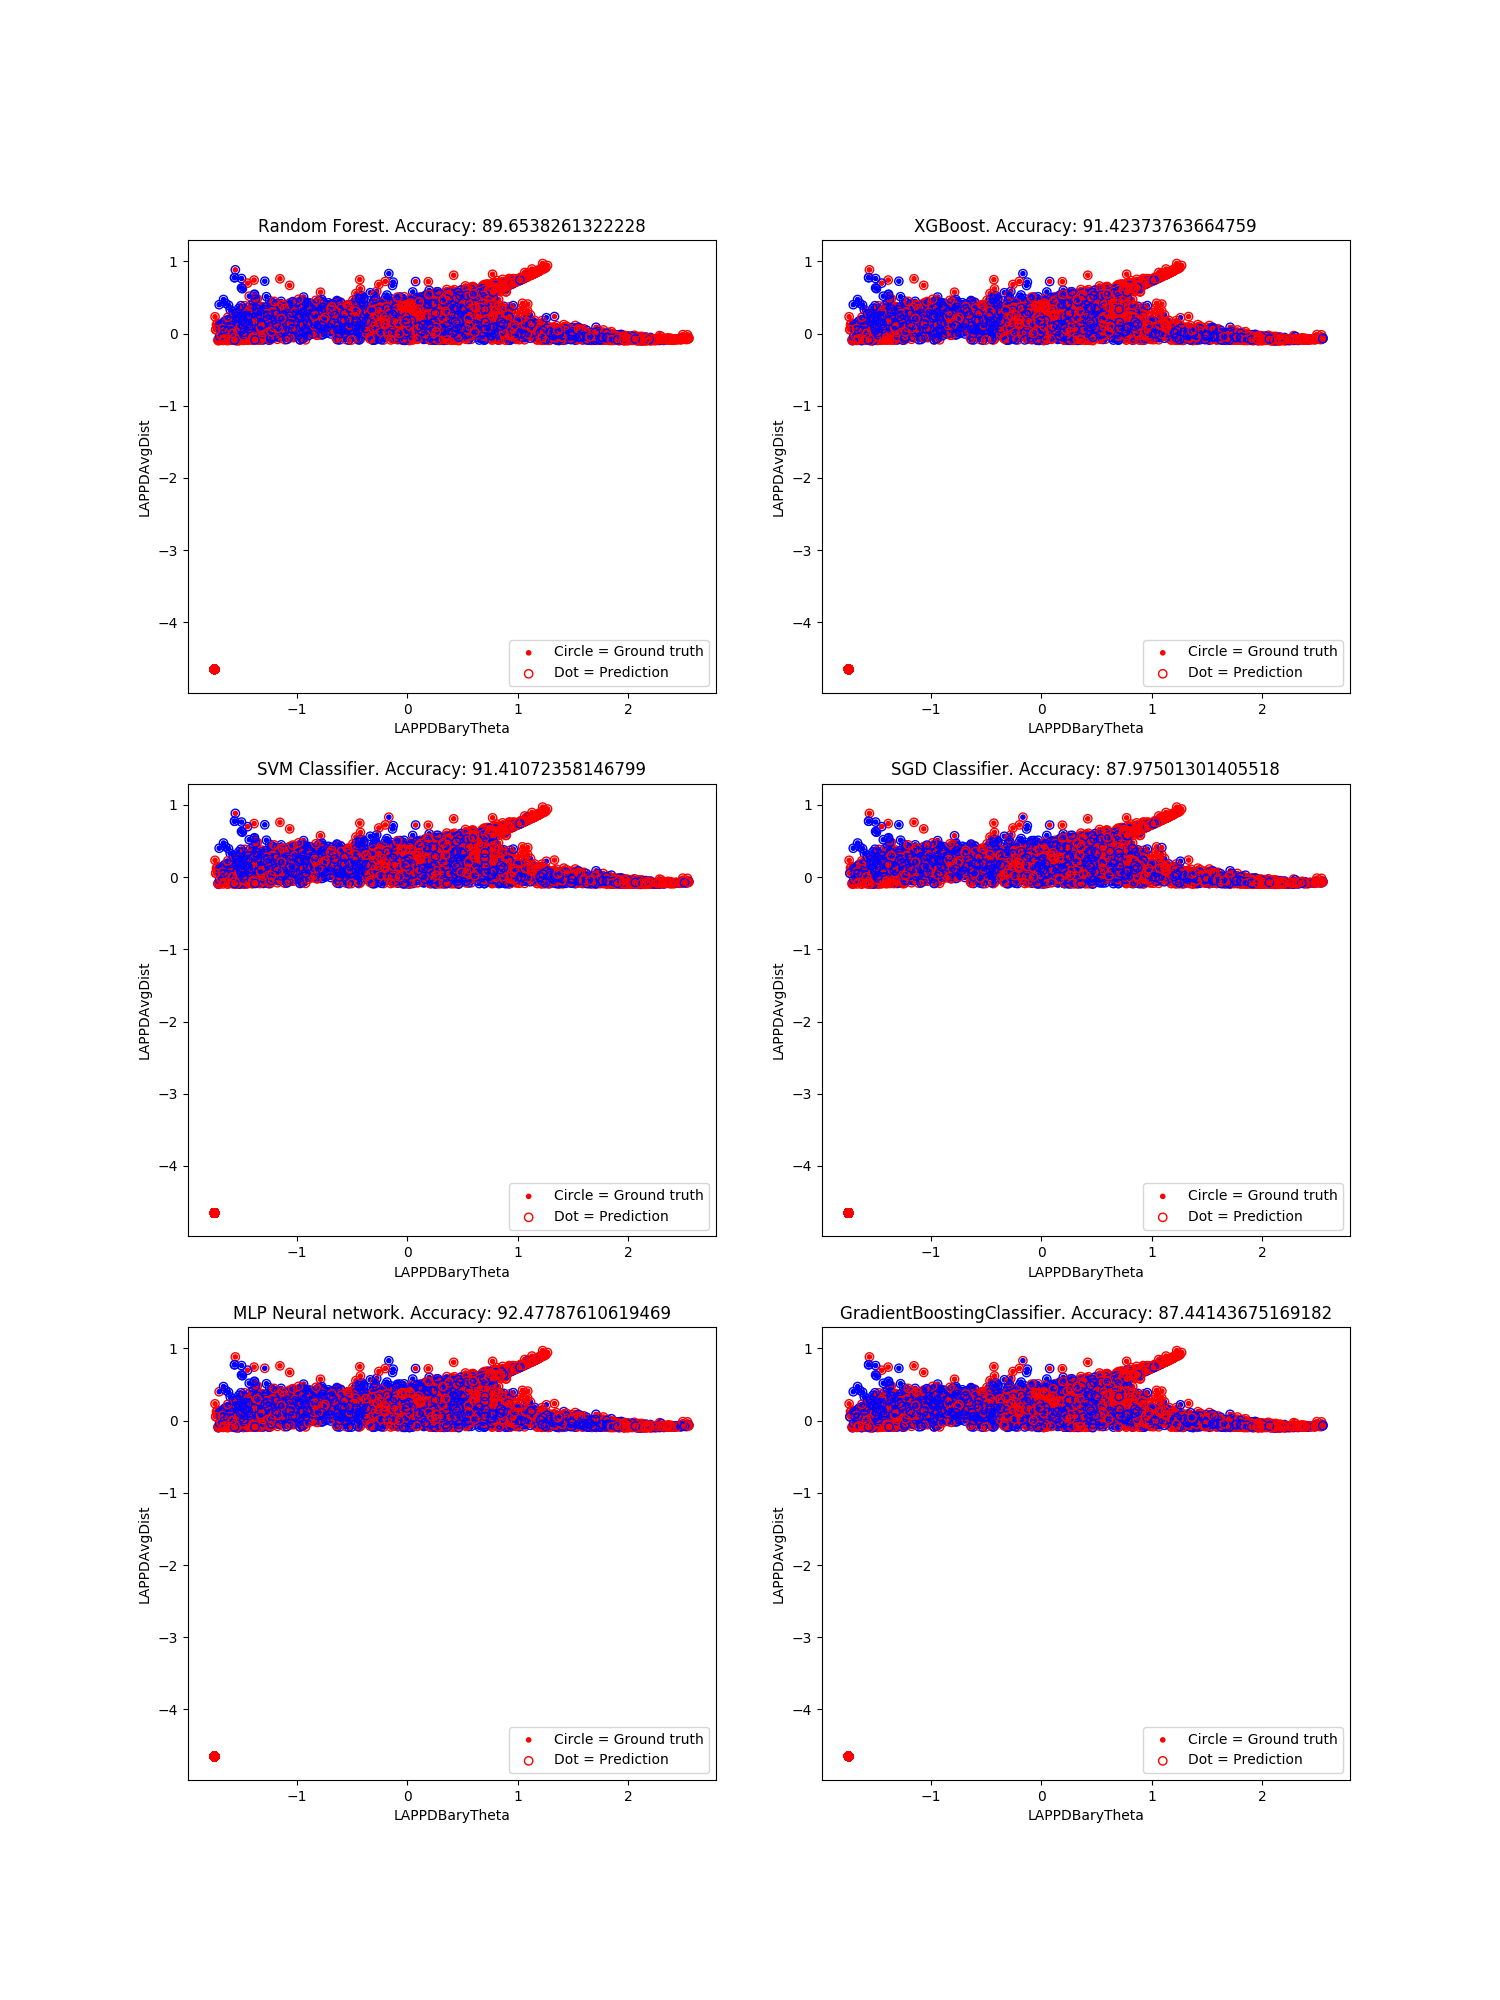 Random Forest. Accuracy: 89.6538261322228
1
0
−1
−2
−3
−4
LAPPDAvgDist
Circle = Ground truth
Dot = Prediction
−1 0 1 2
LAPPDBaryTheta
XGBoost. Accuracy: 91.42373763664759
1
0
−1
−2
−3
−4
LAPPDAvgDist
Circle = Ground truth
Dot = Prediction
−1 0 1 2
LAPPDBaryTheta
SVM Classifier. Accuracy: 91.41072358146799
1
0
−1
−2
−3
−4
LAPPDAvgDist
Circle = Ground truth
Dot = Prediction
−1 0 1 2
LAPPDBaryTheta
SGD Classifier. Accuracy: 87.97501301405518
1
0
−1
−2
−3
−4
LAPPDAvgDist
Circle = Ground truth
Dot = Prediction
−1 0 1 2
LAPPDBaryTheta
MLP Neural network. Accuracy: 92.47787610619469
1
0
−1
−2
−3
−4
LAPPDAvgDist
Circle = Ground truth
Dot = Prediction
−1 0 1 2
LAPPDBaryTheta
GradientBoostingClassifier. Accuracy: 87.44143675169182
1
0
−1
−2
−3
−4
LAPPDAvgDist
Circle = Ground truth
Dot = Prediction
−1 0 1 2
LAPPDBaryTheta